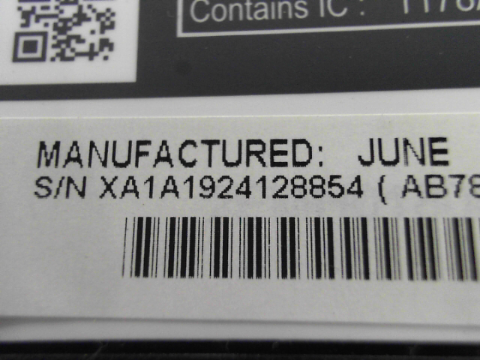 Contains IC :
MANUFACTURED: JUNE
S/N XA1A1924128854 ( AB78